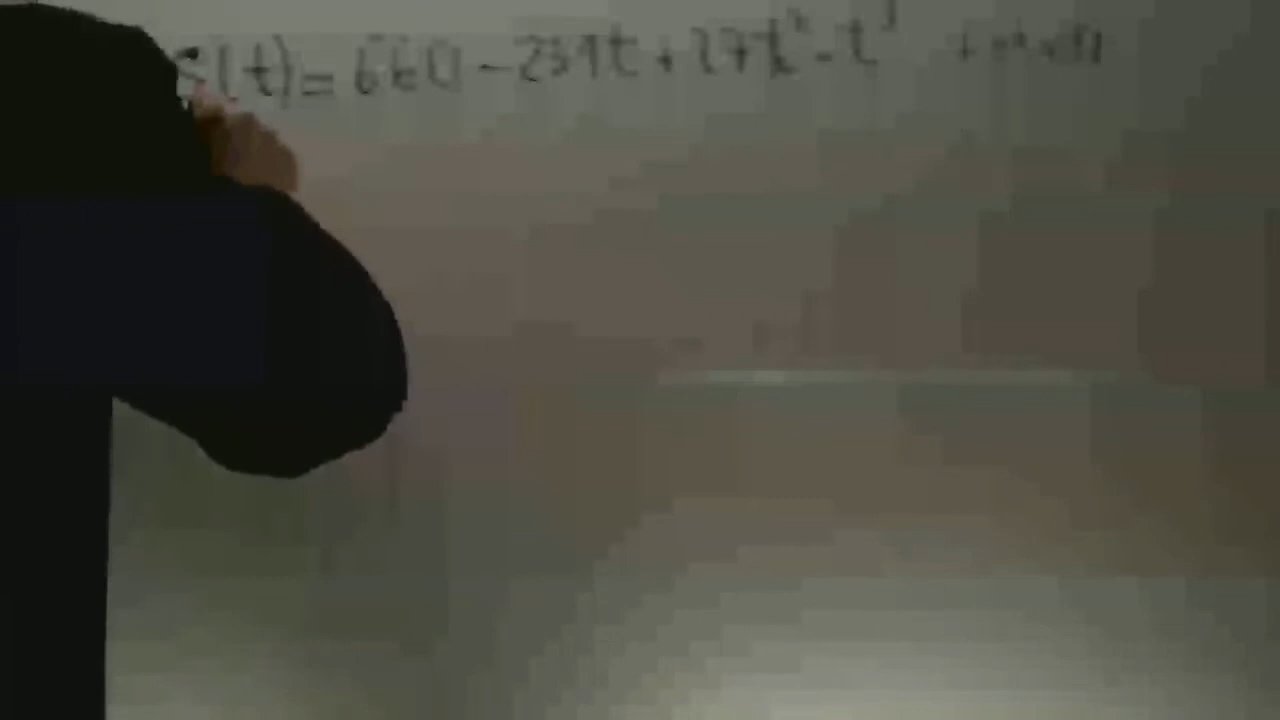 S(t) = 660 - 231t + 27t² - t³